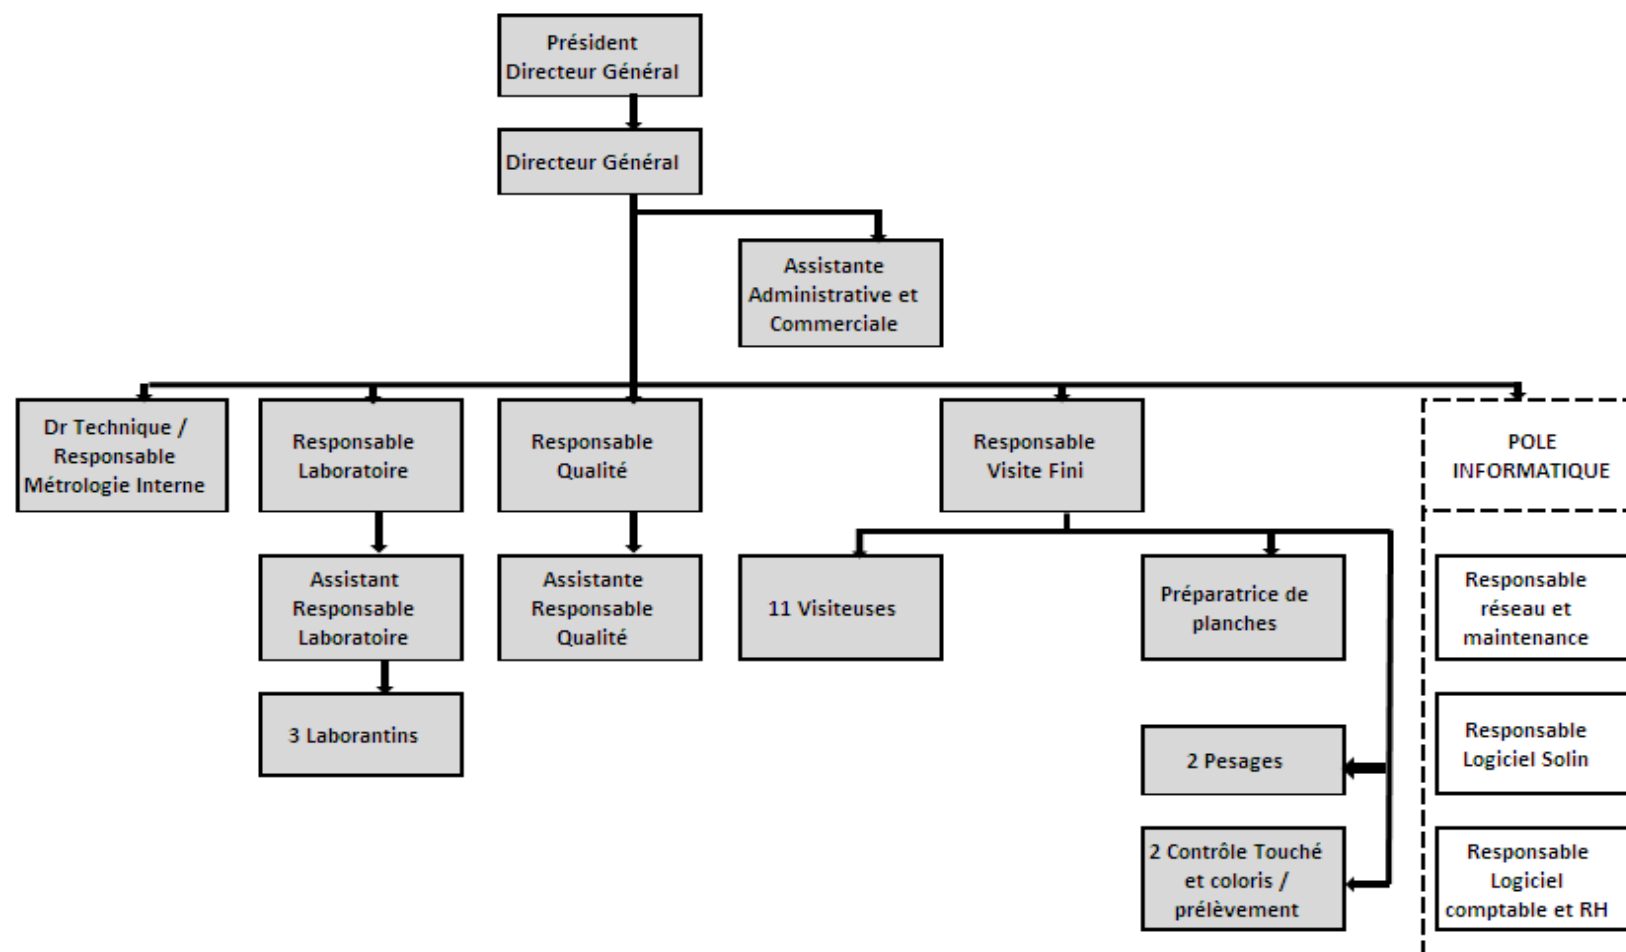 Président
Directeur Général
Directeur Général
Assistante
Administrative et
Commerciale
Dr Technique /
Responsable
Métrologie Interne
Responsable
Laboratoire
Responsable
Qualité
Responsable
Visite Fini
POLE
INFORMATIQUE
Assistant
Responsable
Laboratoire
Assistante
Responsable
Qualité
11 Visiteuses
Préparatrice de
planches
Responsable
réseau et
maintenance
3 Laborantins
2 Pesages
Responsable
Logiciel Solin
2 Contrôle Touché
et coloris /
prélèvement
Responsable
Logiciel
comptable et RH